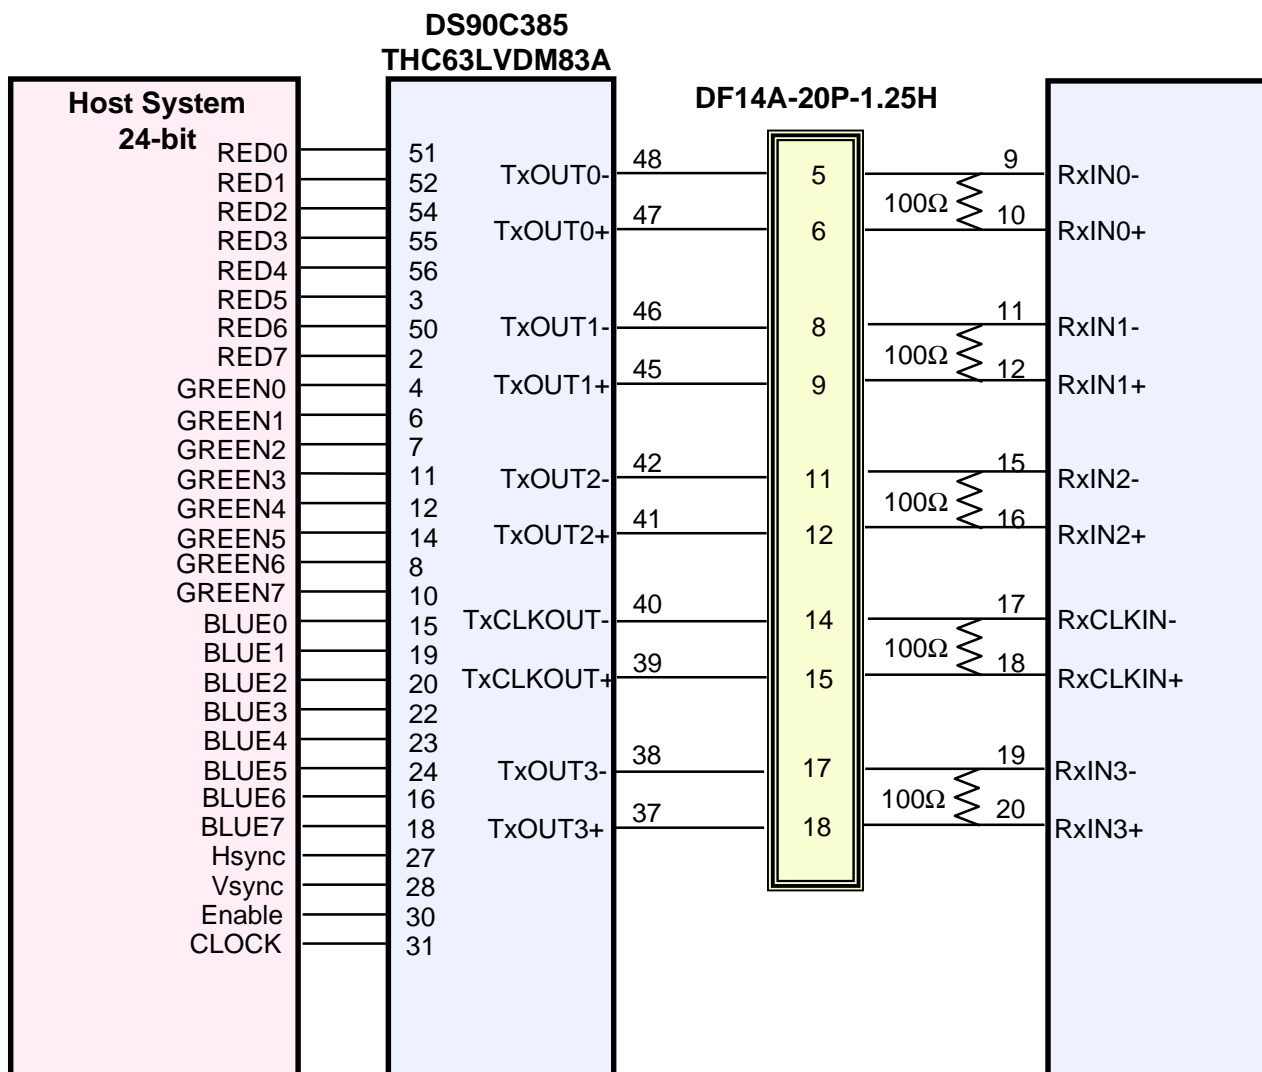 DS90C385
THC63LVDM83A
Host System
24-bit
DF14A-20P-1.25H
RED0 51
RED1 52
RED2 54
RED3 55
RED4 56
RED5 3
RED6 50
RED7 2
GREEN0 4
GREEN1 6
GREEN2 7
GREEN3 11
GREEN4 12
GREEN5 14
GREEN6 8
GREEN7 10
BLUE0 15
BLUE1 19
BLUE2 20
BLUE3 22
BLUE4 23
BLUE5 24
BLUE6 16
BLUE7 18
Hsync 27
Vsync 28
Enable 30
CLOCK 31
TxOUT0- 48 5 9 RxIN0-
100Ω
TxOUT0+ 47 6 10 RxIN0+
TxOUT1- 46 8 11 RxIN1-
100Ω
TxOUT1+ 45 9 12 RxIN1+
TxOUT2- 42 11 15 RxIN2-
100Ω
TxOUT2+ 41 12 16 RxIN2+
TxCLKOUT- 40 14 17 RxCLKIN-
100Ω
TxCLKOUT+ 39 15 18 RxCLKIN+
TxOUT3- 38 17 19 RxIN3-
100Ω
TxOUT3+ 37 18 20 RxIN3+